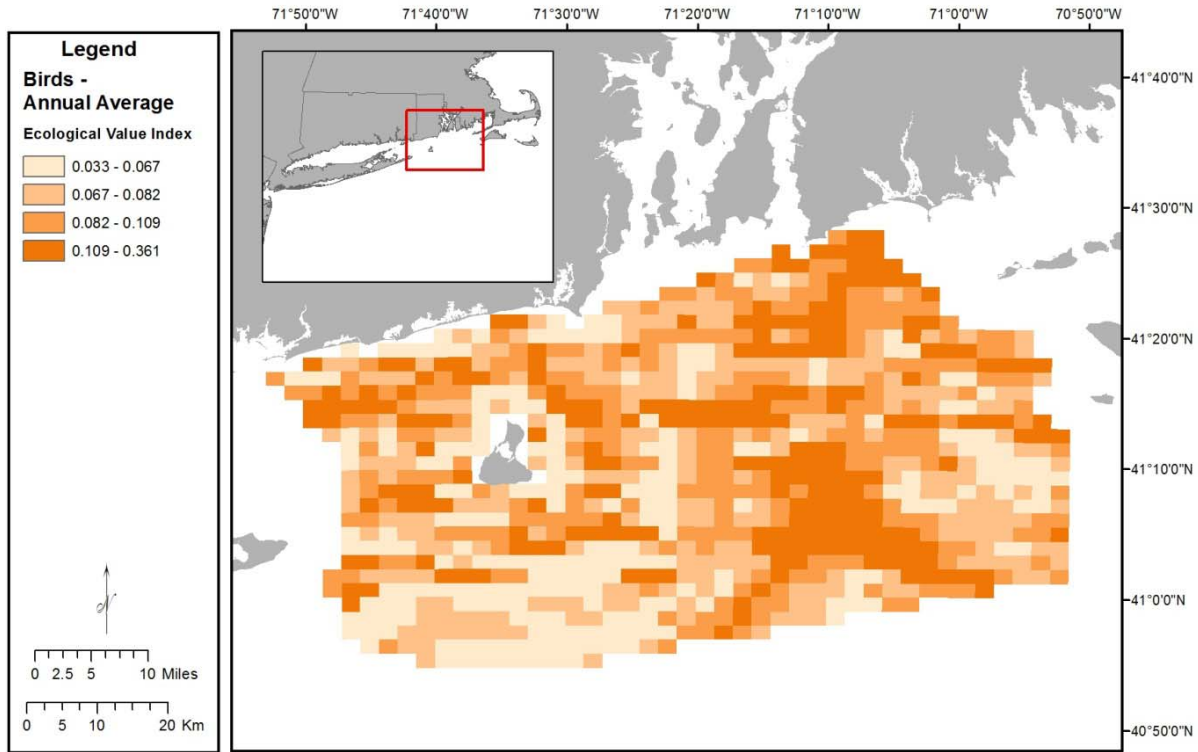 Legend
Birds -
Annual Average
Ecological Value Index
0.033 - 0.067
0.067 - 0.082
0.082 - 0.109
0.109 - 0.361
N
0 2.5 5 10 Miles
0 5 10 20 Km
71°50'0"W 71°40'0"W 71°30'0"W 71°20'0"W 71°10'0"W 71°0'0"W 70°50'0"W
41°40'0"N
41°30'0"N
41°20'0"N
41°10'0"N
41°0'0"N
40°50'0"N